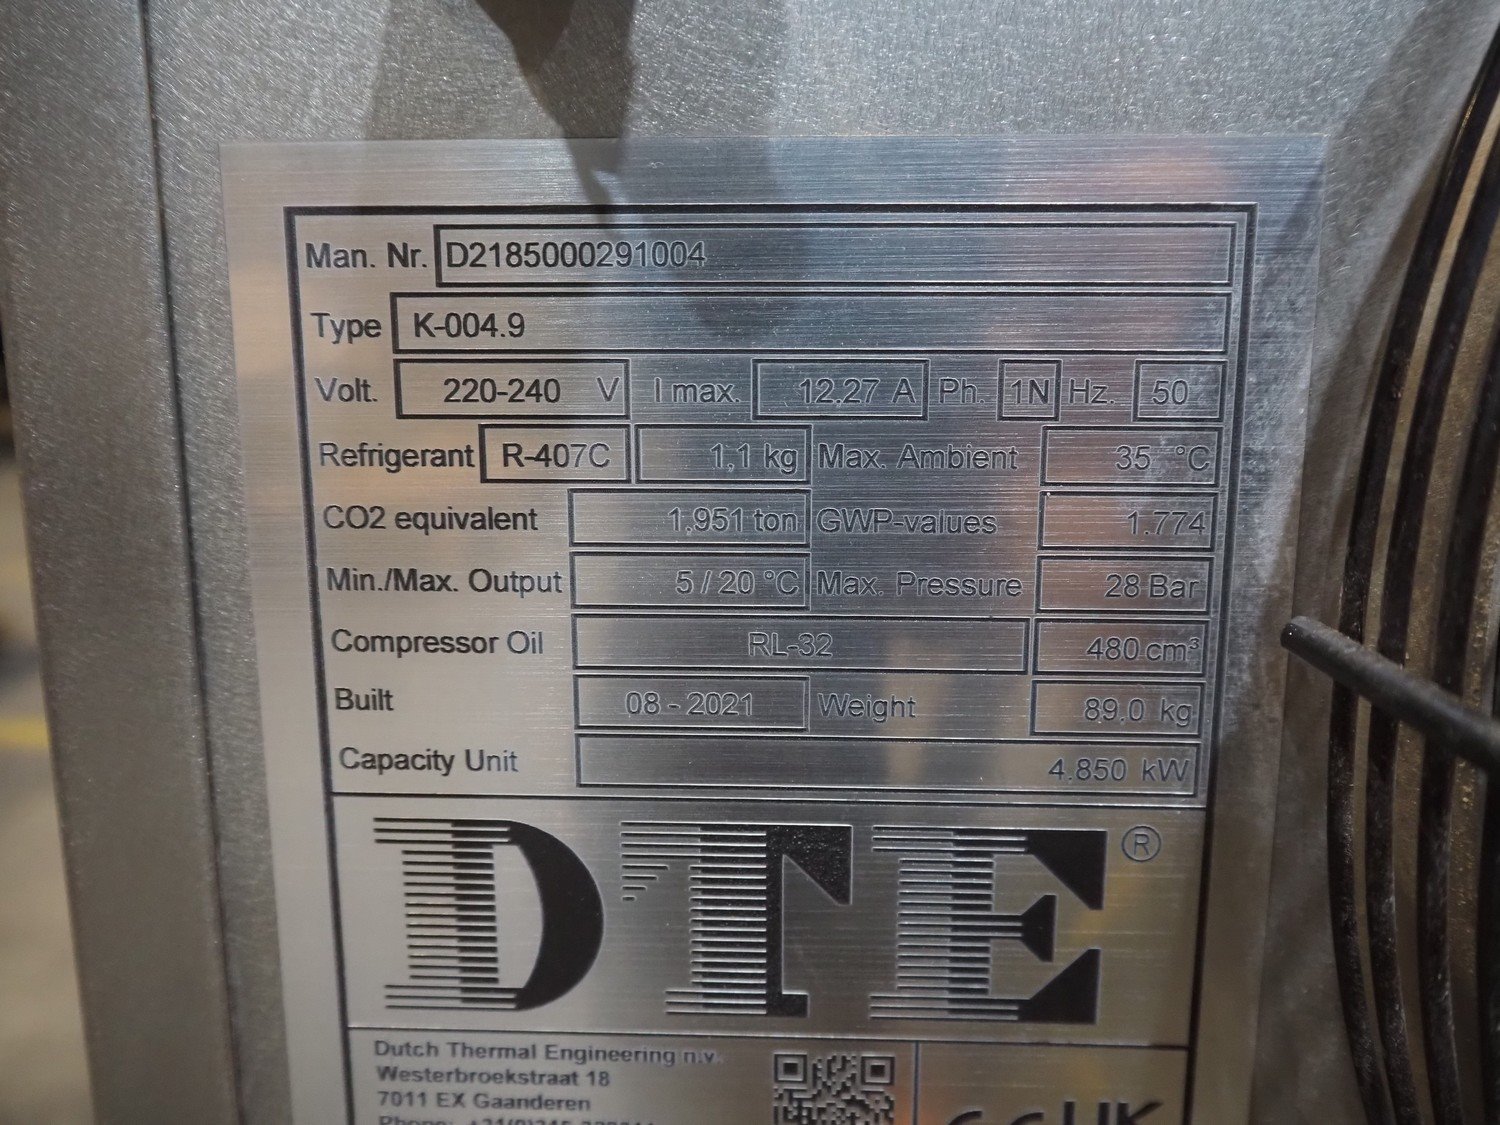 Man. Nr. D2185000291004
Type K-004.9
Volt. 220-240 V I max. 12,27 A Ph. 1N Hz. 50
Refrigerant R-407C 1,1 kg Max. Ambient 35 °C
CO2 equivalent 1,951 ton GWP-values 1.774
Min./Max. Output 5 / 20 °C Max. Pressure 28 Bar
Compressor Oil RL-32 480 cm³
Built 08 - 2021 Weight 89,0 kg
Capacity Unit 4.850 kW
DTE®
Dutch Thermal Engineering n.v.
Westerbroekstraat 18
7011 EX Gaanderen